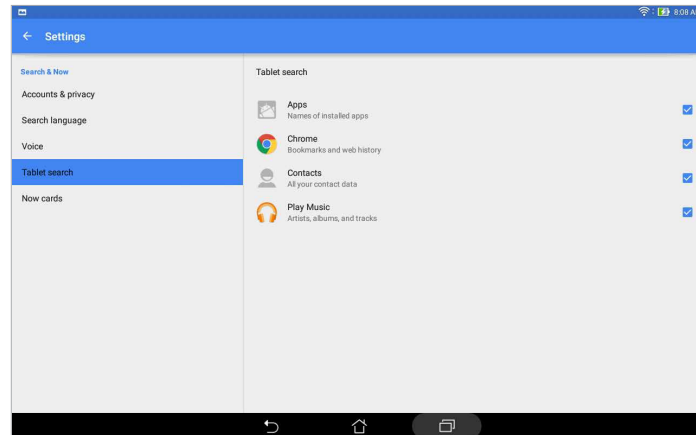 8:08 A
Settings
Search & Now
Accounts & privacy
Search language
Voice
Tablet search
Now cards
Tablet search
Apps
Names of installed apps
Chrome
Bookmarks and web history
Contacts
All your contact data
Play Music
Artists, albums, and tracks